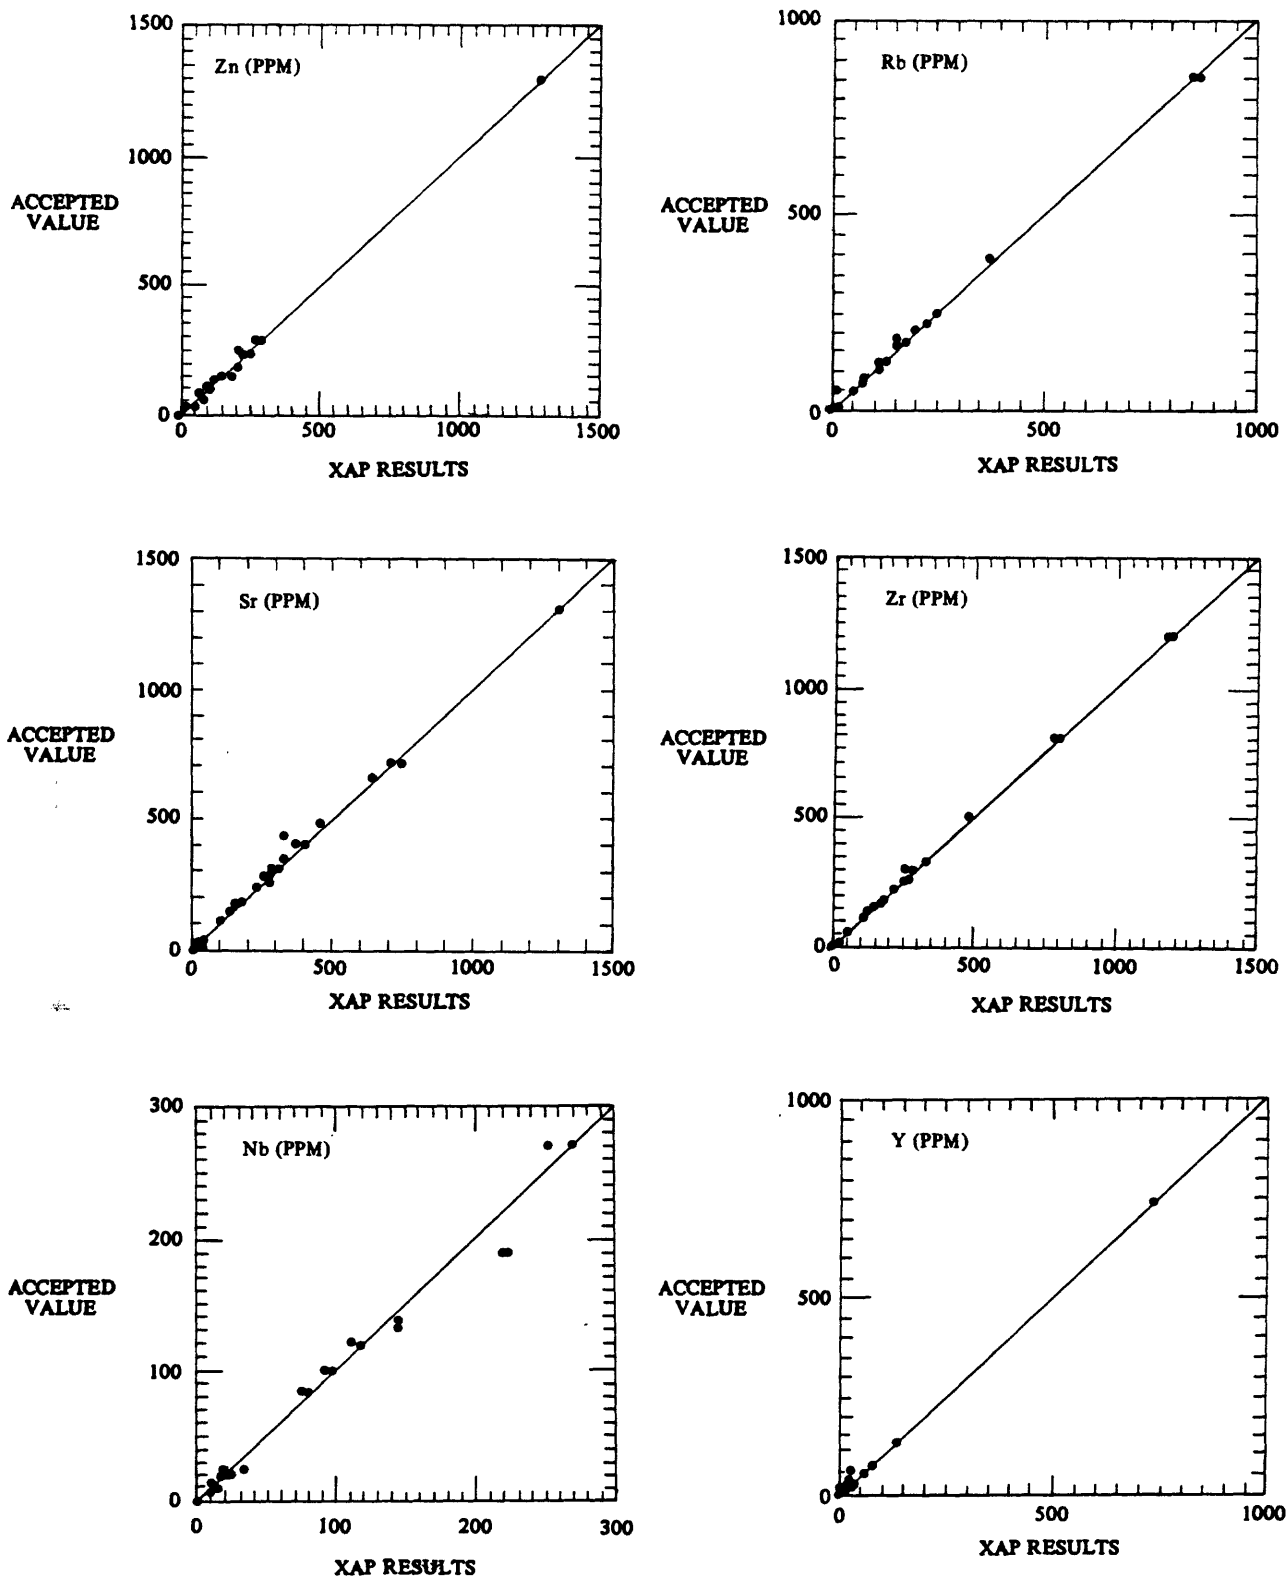 1500
Zn (PPM)
1000
ACCEPTED
VALUE
500
0
0 500 1000 1500
XAP RESULTS
1000
Rb (PPM)
ACCEPTED
VALUE
500
0
0 500 1000
XAP RESULTS
1500
Sr (PPM)
1000
ACCEPTED
VALUE
500
0
0 500 1000 1500
XAP RESULTS
1500
Zr (PPM)
1000
ACCEPTED
VALUE
500
0
0 500 1000 1500
XAP RESULTS
300
Nb (PPM)
200
ACCEPTED
VALUE
100
0
0 100 200 300
XAP RESULTS
1000
Y (PPM)
ACCEPTED
VALUE
500
0
0 500 1000
XAP RESULTS